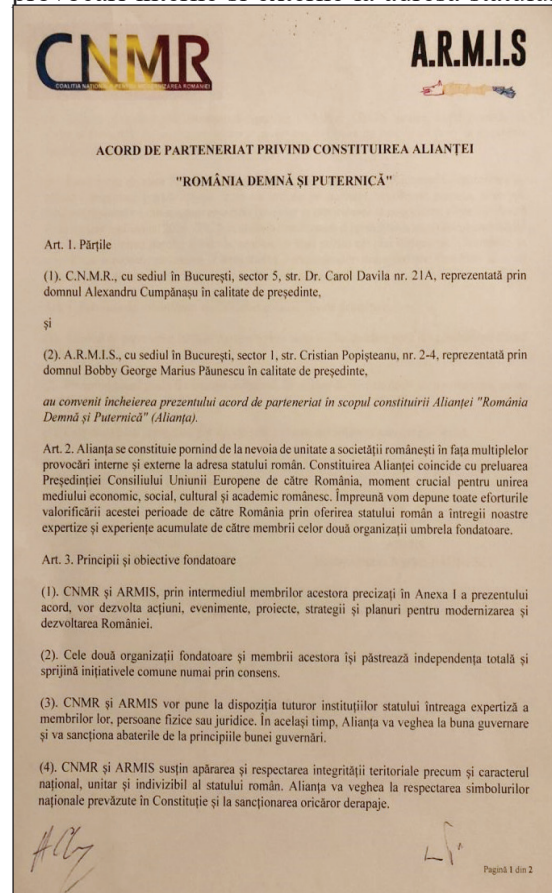 CNMR
COALIȚIA NAȚIONALĂ PENTRU MODERNIZAREA ROMÂNIEI
A.R.M.I.S
ACORD DE PARTENERIAT PRIVIND CONSTITUIREA ALIANȚEI
"ROMÂNIA DEMNĂ ȘI PUTERNICĂ"
Art. 1. Părțile
(1). C.N.M.R., cu sediul în București, sector 5, str. Dr. Carol Davila nr. 21A, reprezentată prin
domnul Alexandru Cumpănașu în calitate de președinte,
și
(2). A.R.M.I.S., cu sediul în București, sector 1, str. Cristian Popișteanu, nr. 2-4, reprezentată prin
domnul Bobby George Marius Păunescu în calitate de președinte,
au convenit încheierea prezentului acord de parteneriat în scopul constituirii Alianței "România
Demnă și Puternică" (Alianța).
Art. 2. Alianța se constituie pornind de la nevoia de unitate a societății românești în fața multiplelor
provocări interne și externe la adresa statului român. Constituirea Alianței coincide cu preluarea
Președinției Consiliului Uniunii Europene de către România, moment crucial pentru unirea
mediului economic, social, cultural și academic românesc. Împreună vom depune toate eforturile
valorificării acestei perioade de către România prin oferirea statului român a întregii noastre
expertize și experiențe acumulate de către membrii celor două organizații umbrela fondatoare.
Art. 3. Principii și obiective fondatoare
(1). CNMR și ARMIS, prin intermediul membrilor acestora precizați în Anexa I a prezentului
acord, vor dezvolta acțiuni, evenimente, proiecte, strategii și planuri pentru modernizarea și
dezvoltarea României.
(2). Cele două organizații fondatoare și membrii acestora își păstrează independența totală și
sprijină inițiativele comune numai prin consens.
(3). CNMR și ARMIS vor pune la dispoziția tuturor instituțiilor statului întreaga expertiză a
membrilor lor, persoane fizice sau juridice. În același timp, Alianța va veghea la buna guvernare
și va sancționa abaterile de la principiile bunei guvernări.
(4). CNMR și ARMIS susțin apărarea și respectarea integrității teritoriale precum și caracterul
național, unitar și indivizibil al statului român. Alianța va veghea la respectarea simbolurilor
naționale prevăzute în Constituție și la sancționarea oricăror derapaje.
Pagină 1 din 2